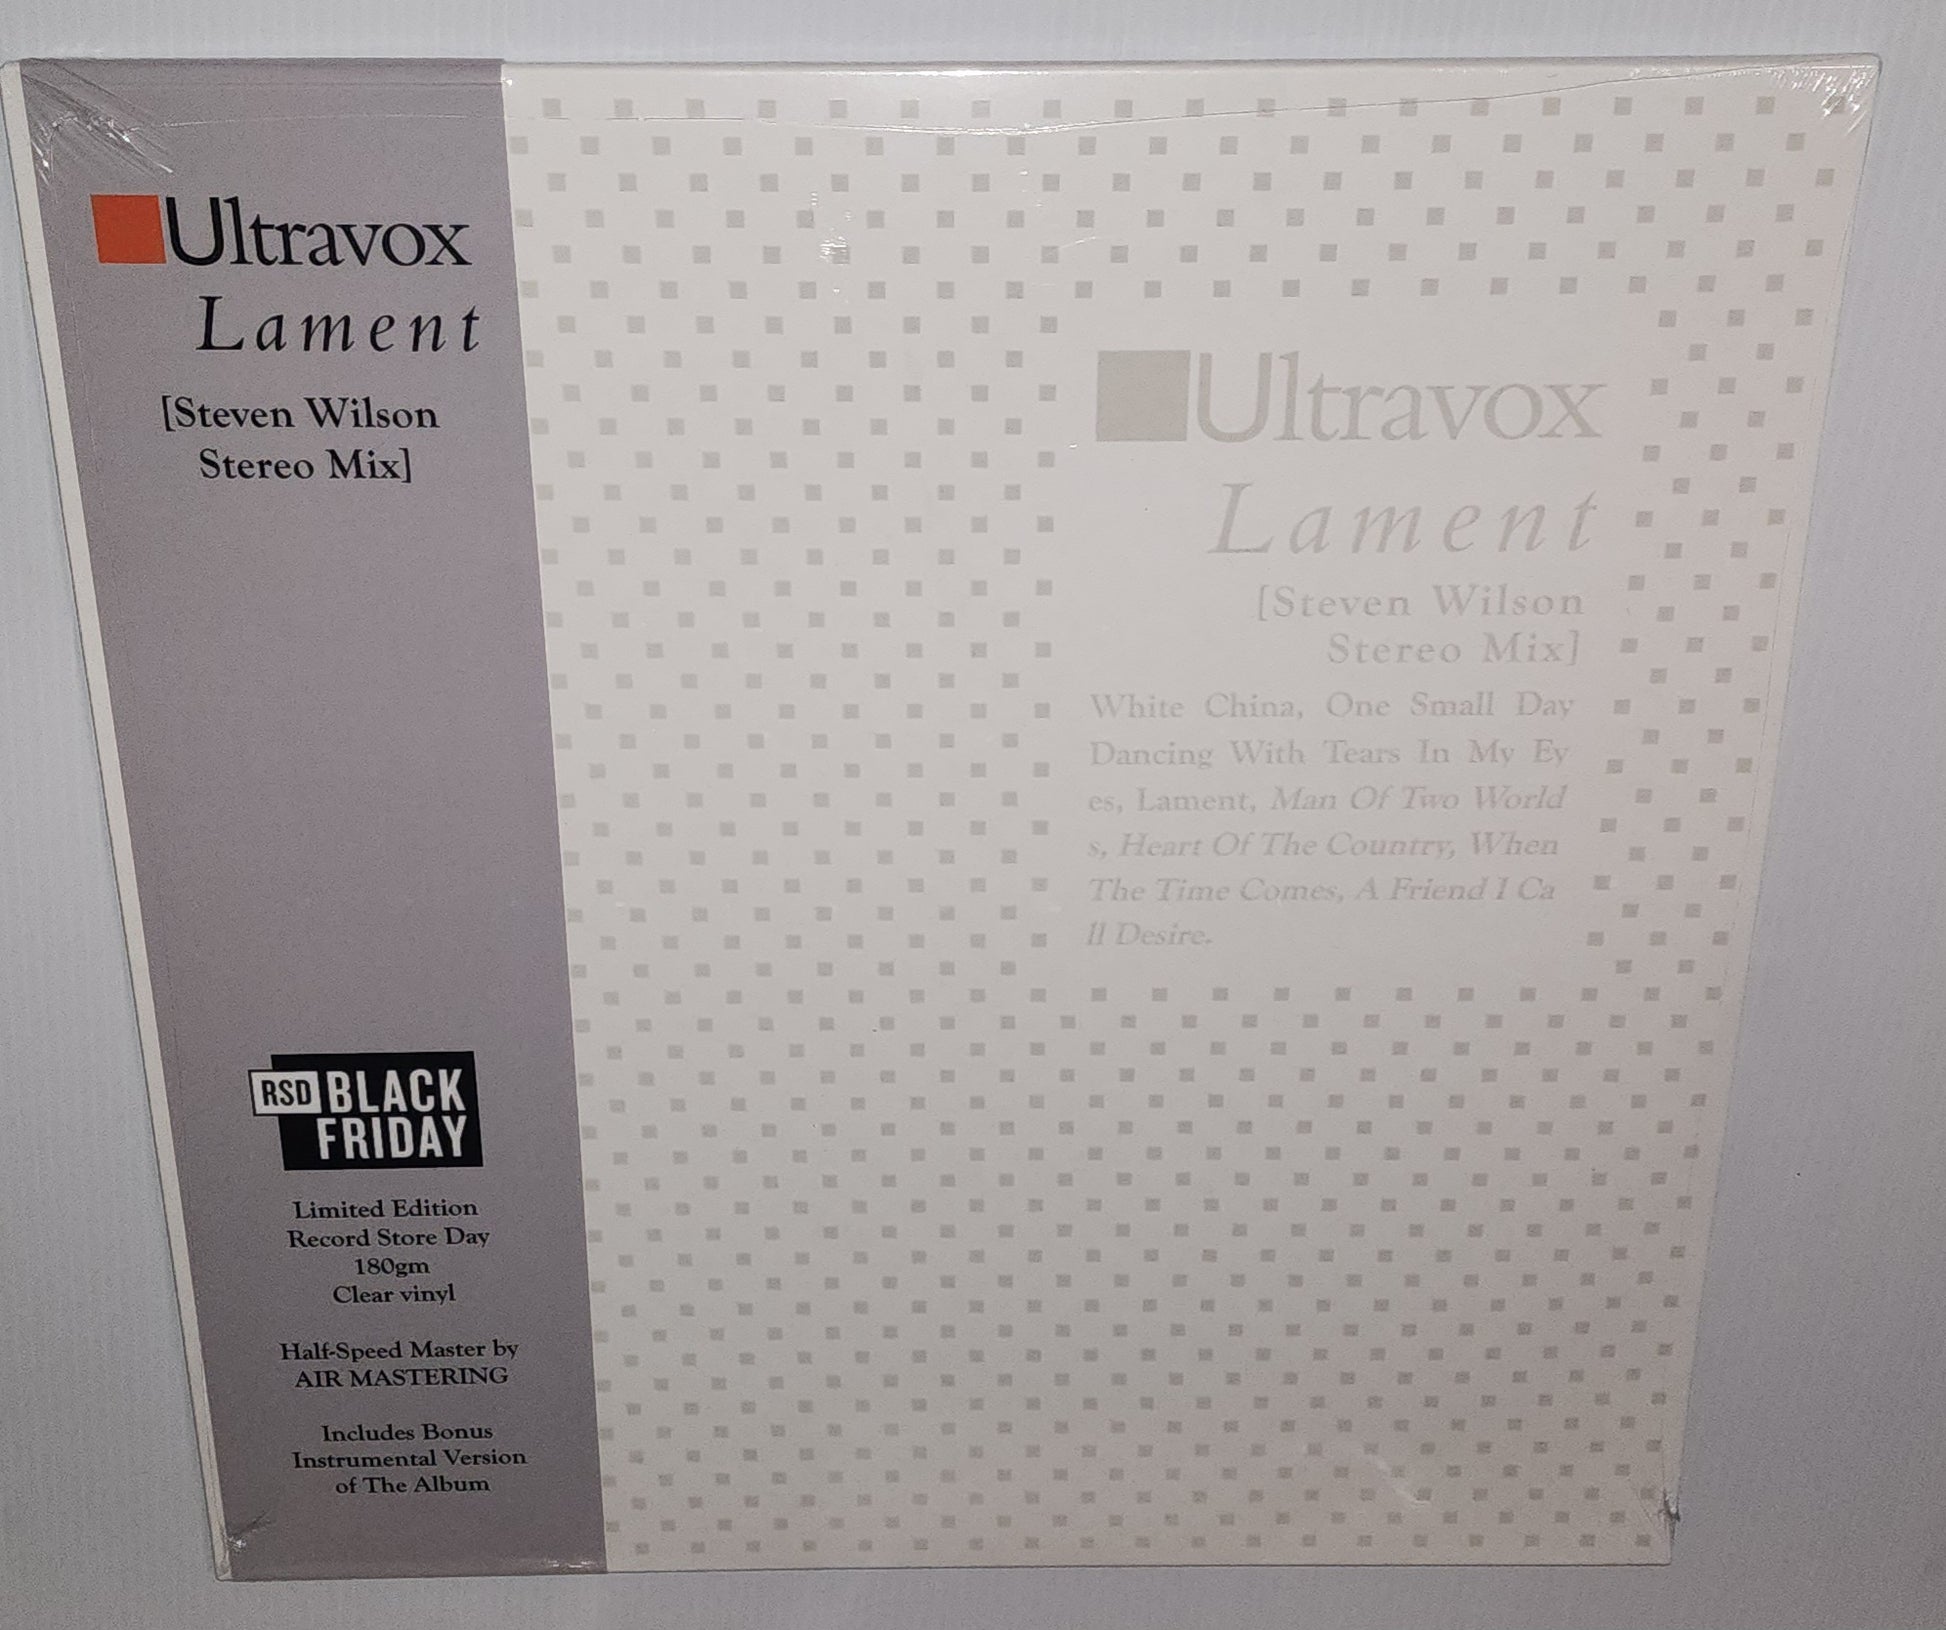 Ultravox
Lament
[Steven Wilson
Stereo Mix]
RSD BLACK
FRIDAY
Limited Edition
Record Store Day
180gm
Clear vinyl
Half-Speed Master by
AIR MASTERING
Includes Bonus
Instrumental Version
of The Album
Ultravox
Lament
[Steven Wilson
Stereo Mix]
White China, One Small Day
Dancing With Tears In My Ey
es, Lament, Man Of Two World
s, Heart Of The Country, When
The Time Comes, A Friend I Ca
ll Desire.